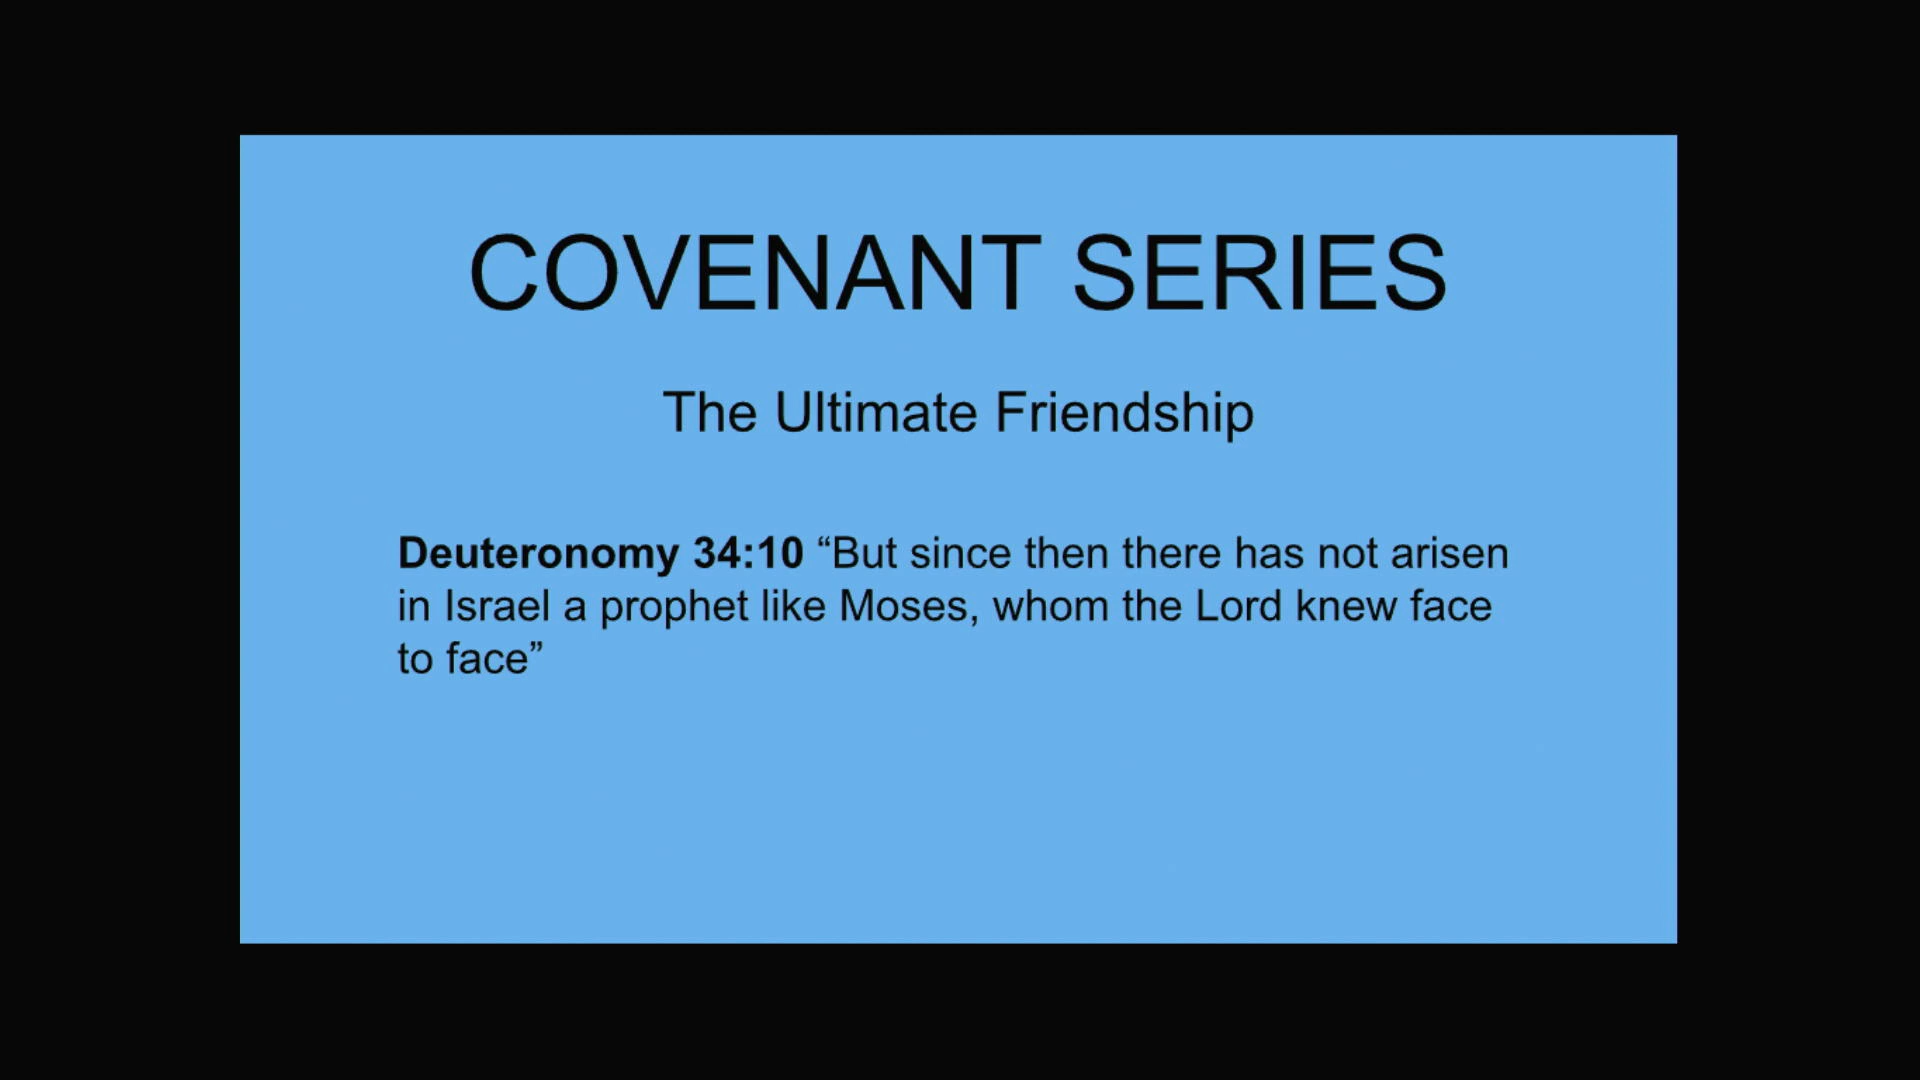 COVENANT SERIES
The Ultimate Friendship
Deuteronomy 34:10 “But since then there has not arisen
in Israel a prophet like Moses, whom the Lord knew face
to face”